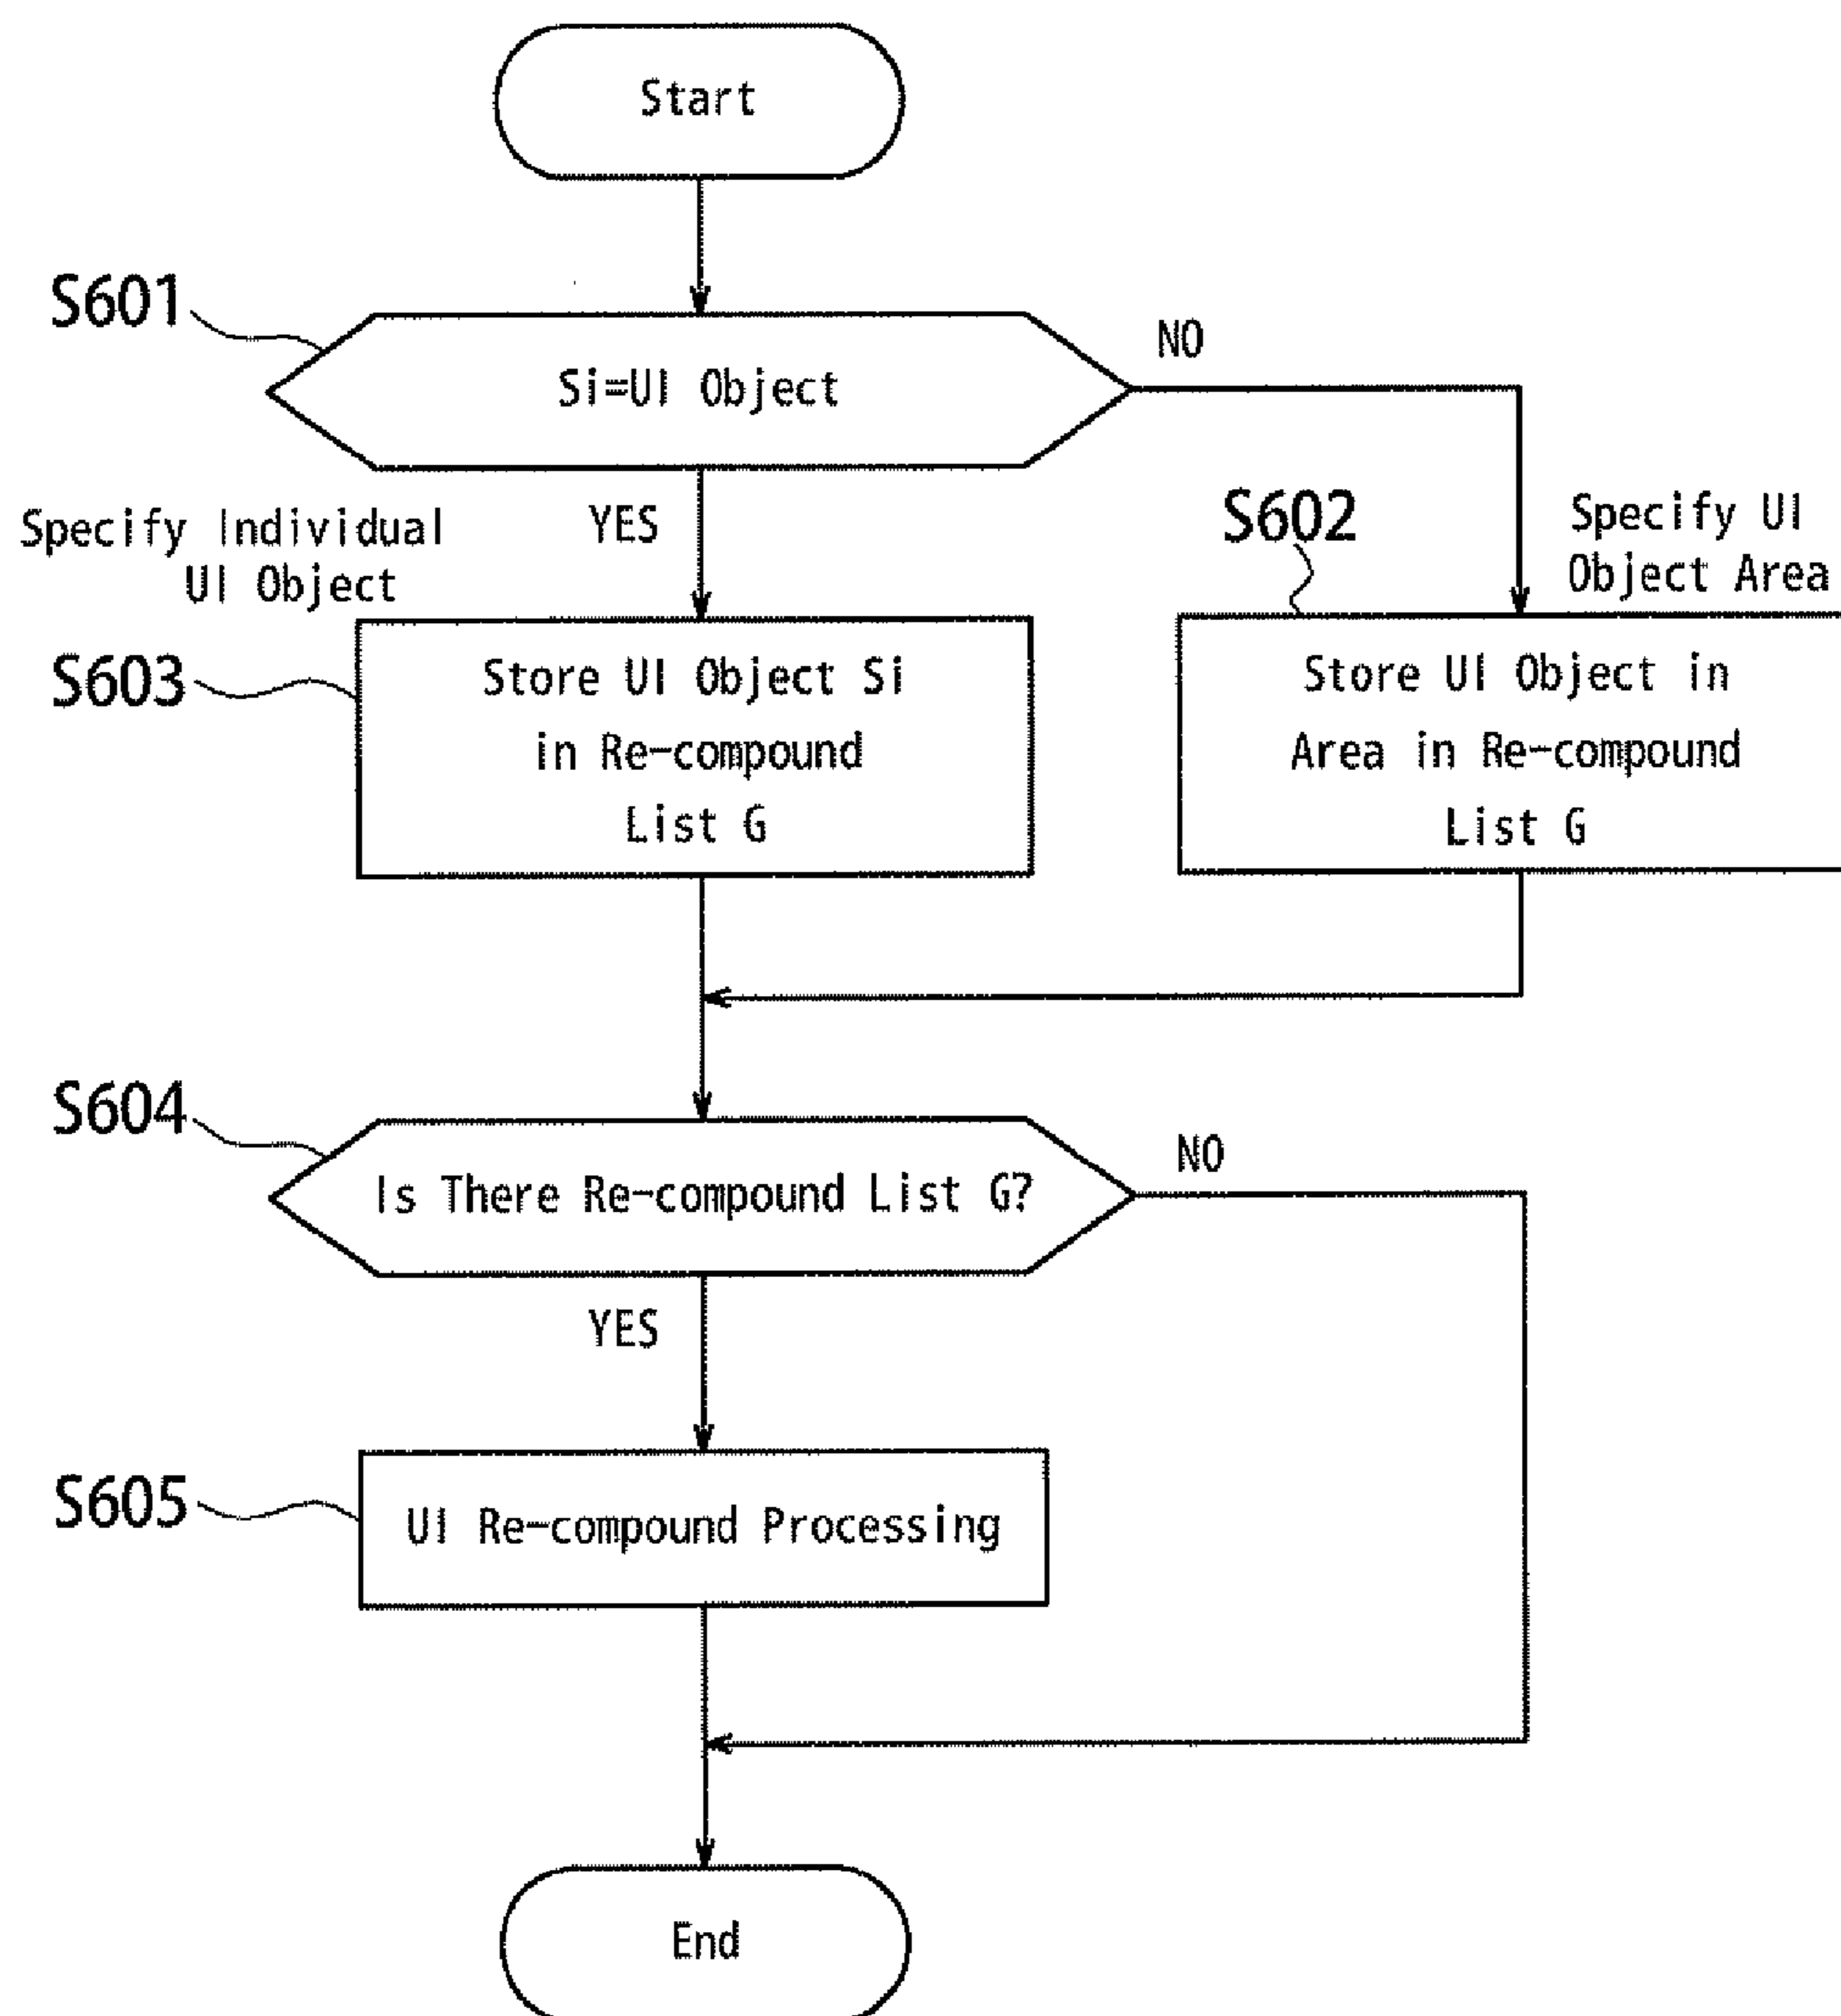 Start
S601
Si=UI Object
NO
Specify Individual
UI Object
YES
S602
Specify UI
Object Area
S603
Store UI Object Si
in Re-compound
List G
Store UI Object in
Area in Re-compound
List G
S604
Is There Re-compound List G?
NO
YES
S605
UI Re-compound Processing
End